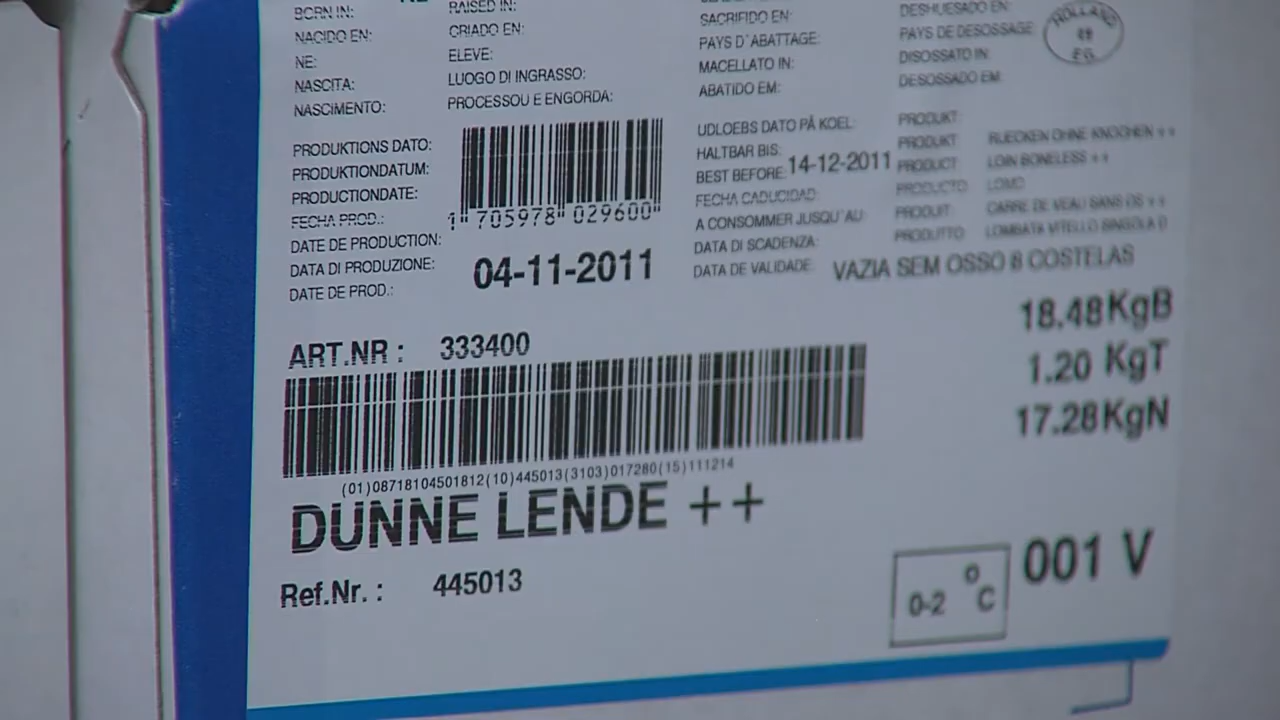 BORN IN:
NACIDO EN:
NE:
NASCITA:
NASCIMENTO:
RAISED IN:
CRIADO EN:
ELEVE:
LUOGO DI INGRASSO:
PROCESSOU E ENGORDA:
SACRIFIDO EN:
PAYS D'ABATTAGE:
MACELLATO IN:
ABATIDO EM:
DESHUESADO EN:
PAYS DE DESOSSAGE
DISOSSATO IN:
DESOSSADO EM:
HOLLAND
EG
PRODUKTIONS DATO:
PRODUKTIONDATUM:
PRODUCTIONDATE:
FECHA PROD.:
DATE DE PRODUCTION:
DATA DI PRODUZIONE:
DATE DE PROD.:
1 705978 029600
04-11-2011
UDLOEBS DATO PÅ KOEL:
HALTBAR BIS:
BEST BEFORE: 14-12-2011
FECHA CADUCIDAD:
A CONSOMMER JUSQU'AU:
DATA DI SCADENZA:
DATA DE VALIDADE:
PRODUKT:
PRODUKT RUECKEN OHNE KNOCHEN ++
PRODUCT LOIN BONELESS ++
PRODUCTO LOMO
PRODUIT: CARRE DE VEAU SANS OS ++
PRODUTTO LOMBATA VITELLO SINGOLA
VAZIA SEM OSSO 8 COSTELAS
18.48KgB
1.20 KgT
17.28KgN
ART.NR : 333400
(01)08718104501812(10)445013(3103)017280(15)111214
DUNNE LENDE ++
Ref.Nr. : 445013
0-2 °C
001 V